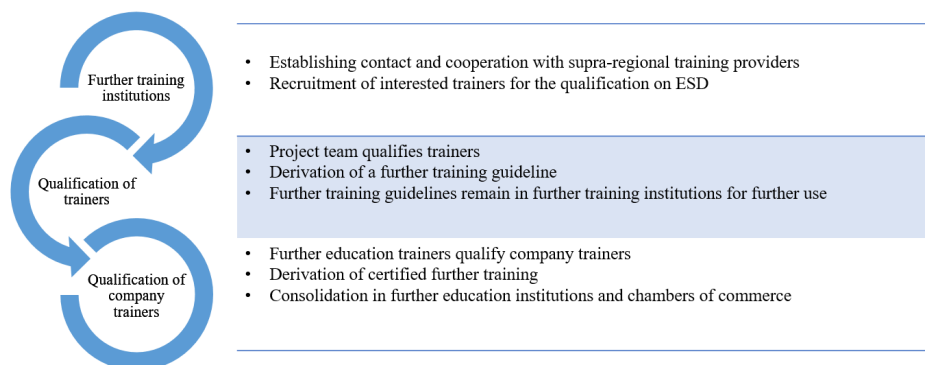 Further training
institutions
• Establishing contact and cooperation with supra-regional training providers
• Recruitment of interested trainers for the qualification on ESD
Qualification of
trainers
• Project team qualifies trainers
• Derivation of a further training guideline
• Further training guidelines remain in further training institutions for further use
Qualification of
company
trainers
• Further education trainers qualify company trainers
• Derivation of certified further training
• Consolidation in further education institutions and chambers of commerce